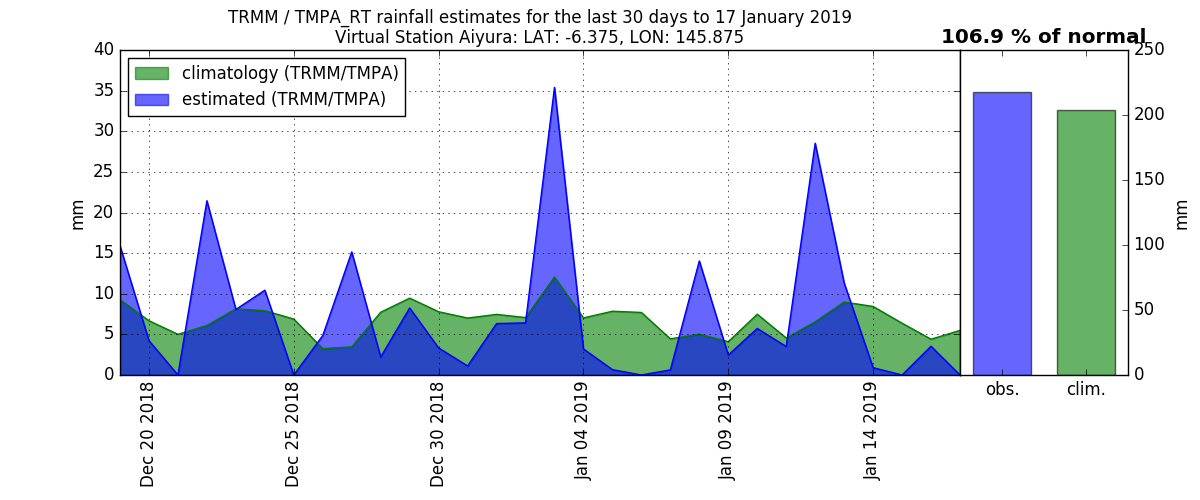 TRMM / TMPA_RT rainfall estimates for the last 30 days to 17 January 2019
Virtual Station Aiyura: LAT: -6.375, LON: 145.875
106.9 % of normal
climatology (TRMM/TMPA)
estimated (TRMM/TMPA)
40
35
30
25
20
15
10
5
0
mm
Dec 20 2018
Dec 25 2018
Dec 30 2018
Jan 04 2019
Jan 09 2019
Jan 14 2019
obs.
clim.
250
200
150
100
50
0
mm